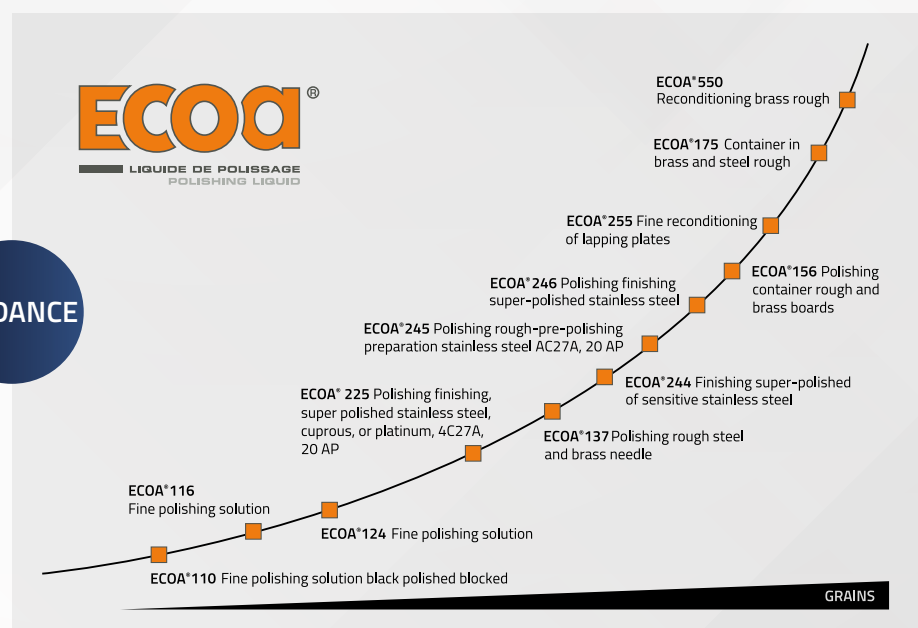 ECOa®
LIQUIDE DE POLISSAGE
POLISHING LIQUID
ECOA®550
Reconditioning brass rough
ECOA®175 Container in
brass and steel rough
ECOA®255 Fine reconditioning
of lapping plates
ECOA®156 Polishing
container rough and
brass boards
ECOA®246 Polishing finishing
super-polished stainless steel
ECOA®245 Polishing rough-pre-polishing
preparation stainless steel AC27A, 20 AP
ECOA®244 Finishing super-polished
of sensitive stainless steel
ECOA® 225 Polishing finishing,
super polished stainless steel,
cuprous, or platinum, 4C27A,
20 AP
ECOA®137 Polishing rough steel
and brass needle
ECOA®116
Fine polishing solution
ECOA®124 Fine polishing solution
ECOA®110 Fine polishing solution black polished blocked
GRAINS
DANCE